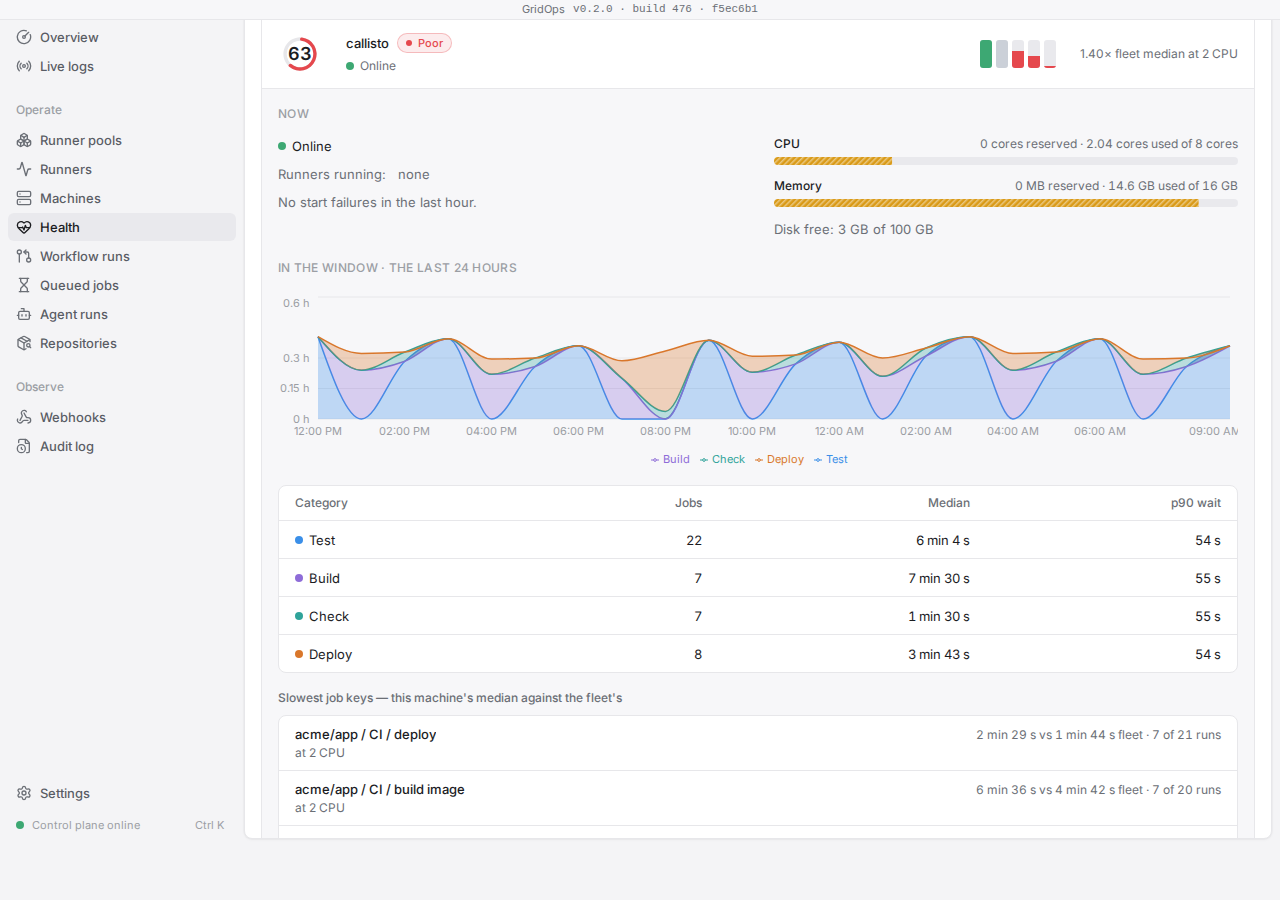 GridOps v0.2.0 · build 476 · f5ec6b1
Overview
Live logs
Operate
Runner pools
Runners
Machines
Health
Workflow runs
Queued jobs
Agent runs
Repositories
Observe
Webhooks
Audit log
Settings
Control plane online Ctrl K
63
callisto Poor
Online
1.40× fleet median at 2 CPU
NOW
Online
Runners running: none
No start failures in the last hour.
CPU 0 cores reserved · 2.04 cores used of 8 cores
Memory 0 MB reserved · 14.6 GB used of 16 GB
Disk free: 3 GB of 100 GB
IN THE WINDOW · THE LAST 24 HOURS
0.6 h
0.3 h
0.15 h
0 h
12:00 PM 02:00 PM 04:00 PM 06:00 PM 08:00 PM 10:00 PM 12:00 AM 02:00 AM 04:00 AM 06:00 AM 09:00 AM
Build Check Deploy Test
Category Jobs Median p90 wait
Test 22 6 min 4 s 54 s
Build 7 7 min 30 s 55 s
Check 7 1 min 30 s 55 s
Deploy 8 3 min 43 s 54 s
Slowest job keys — this machine's median against the fleet's
acme/app / CI / deploy 2 min 29 s vs 1 min 44 s fleet · 7 of 21 runs
at 2 CPU
acme/app / CI / build image 6 min 36 s vs 4 min 42 s fleet · 7 of 20 runs
at 2 CPU